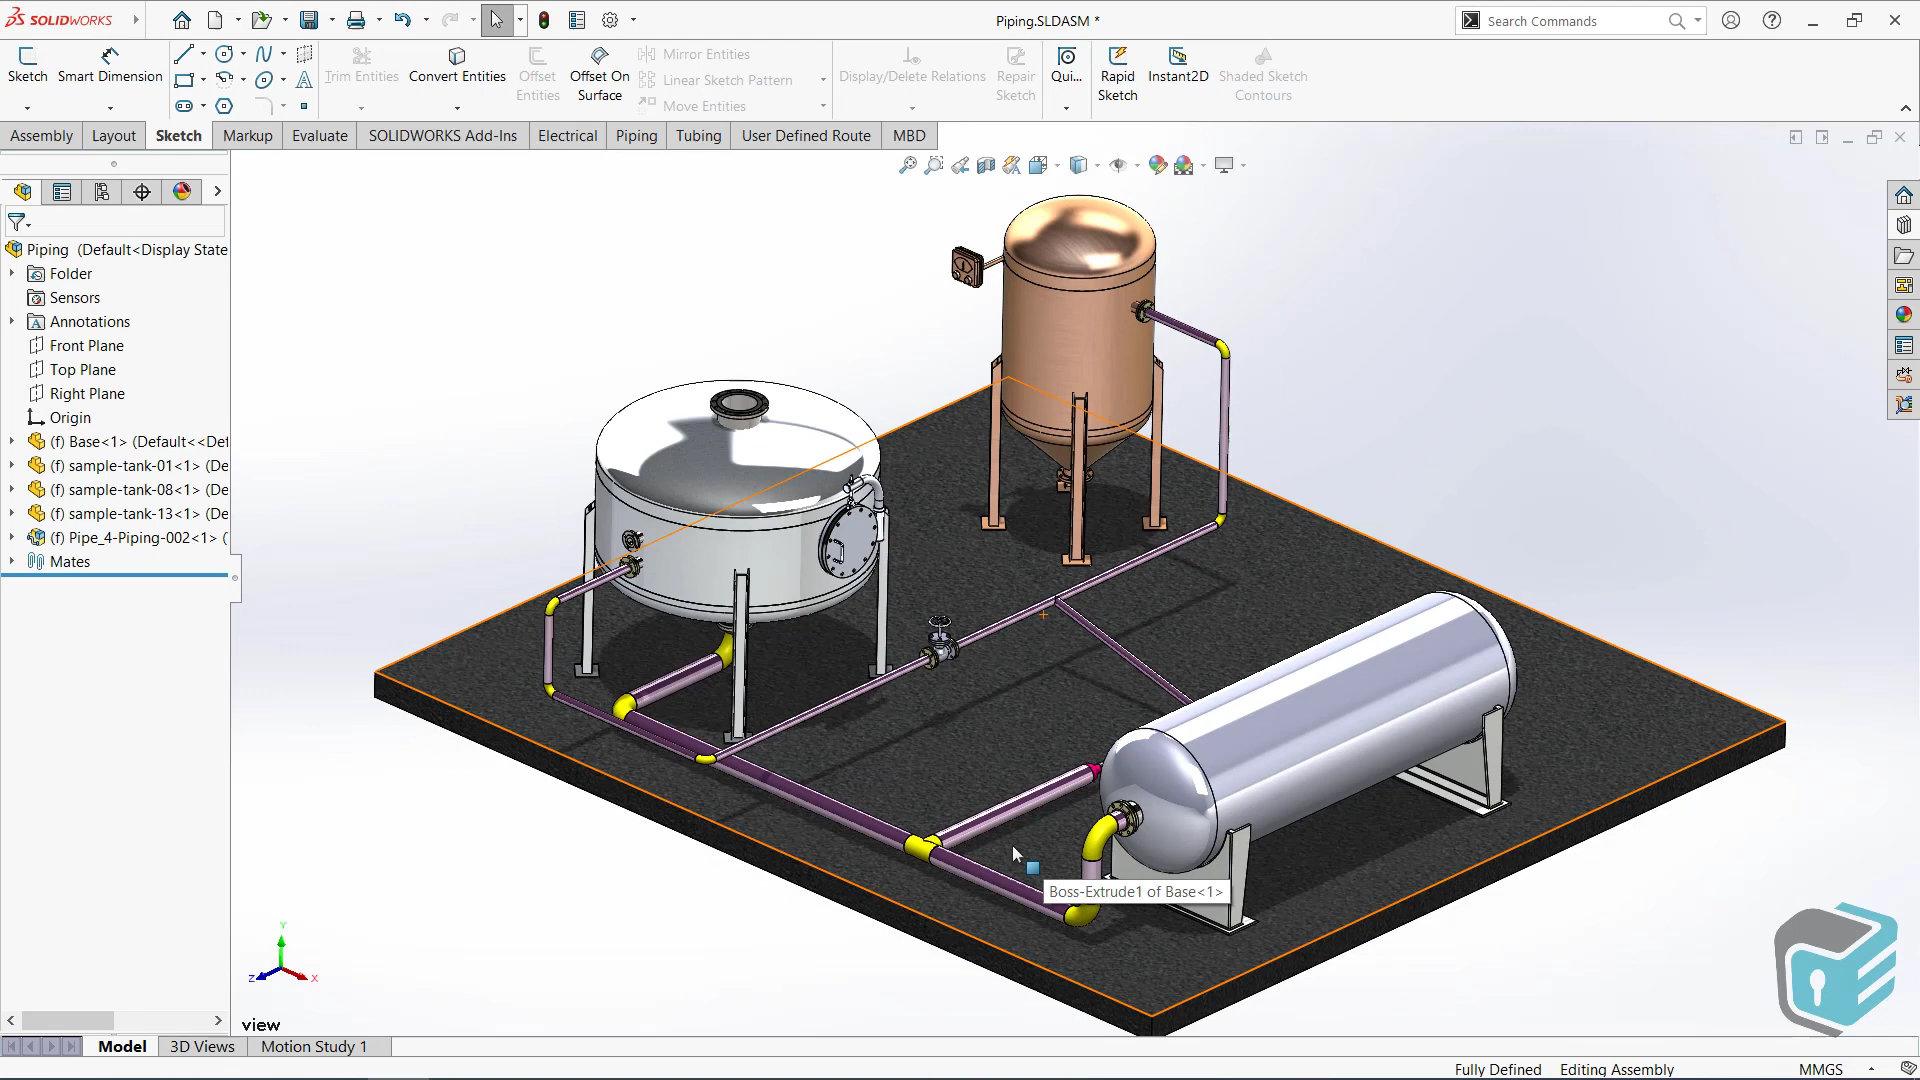 SOLIDWORKS
Piping.SLDASM *
Search Commands
Sketch
Smart Dimension
Trim Entities
Convert Entities
Offset
Entities
Offset On
Surface
Mirror Entities
Linear Sketch Pattern
Move Entities
Display/Delete Relations
Repair
Sketch
Qui...
Rapid
Sketch
Instant2D
Shaded Sketch
Contours
Assembly
Layout
Sketch
Markup
Evaluate
SOLIDWORKS Add-Ins
Electrical
Piping
Tubing
User Defined Route
MBD
Piping (Default<Display State
Folder
Sensors
Annotations
Front Plane
Top Plane
Right Plane
Origin
(f) Base<1> (Default<<Def
(f) sample-tank-01<1> (De
(f) sample-tank-08<1> (De
(f) sample-tank-13<1> (De
(f) Pipe_4-Piping-002<1> (
Mates
Boss-Extrude1 of Base<1>
Y
Z
X
view
Model
3D Views
Motion Study 1
Fully Defined
Editing Assembly
MMGS